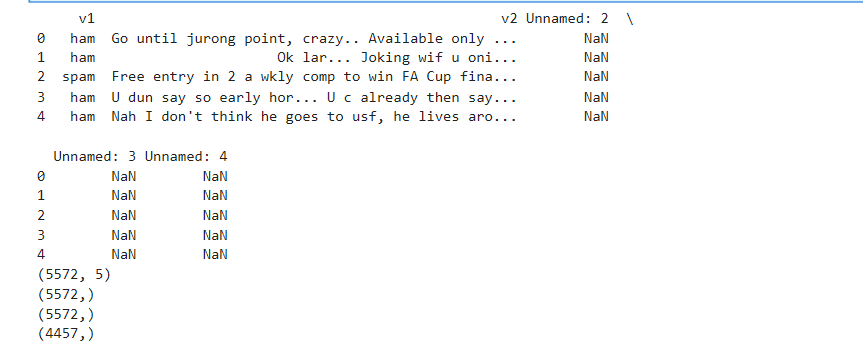 v1 v2 Unnamed: 2 \
0 ham Go until jurong point, crazy.. Available only ... NaN
1 ham Ok lar... Joking wif u oni... NaN
2 spam Free entry in 2 a wkly comp to win FA Cup fina... NaN
3 ham U dun say so early hor... U c already then say... NaN
4 ham Nah I don't think he goes to usf, he lives aro... NaN
Unnamed: 3 Unnamed: 4
0 NaN NaN
1 NaN NaN
2 NaN NaN
3 NaN NaN
4 NaN NaN
(5572, 5)
(5572,)
(5572,)
(4457,)